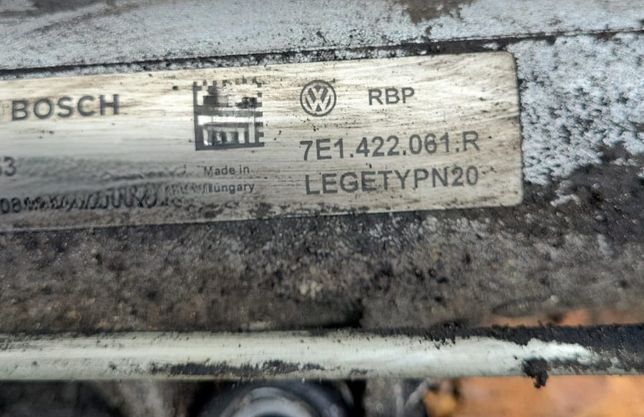 BOSCH
RBP
7E1.422.061.R
Made in
Hungary
LEGETYPN20